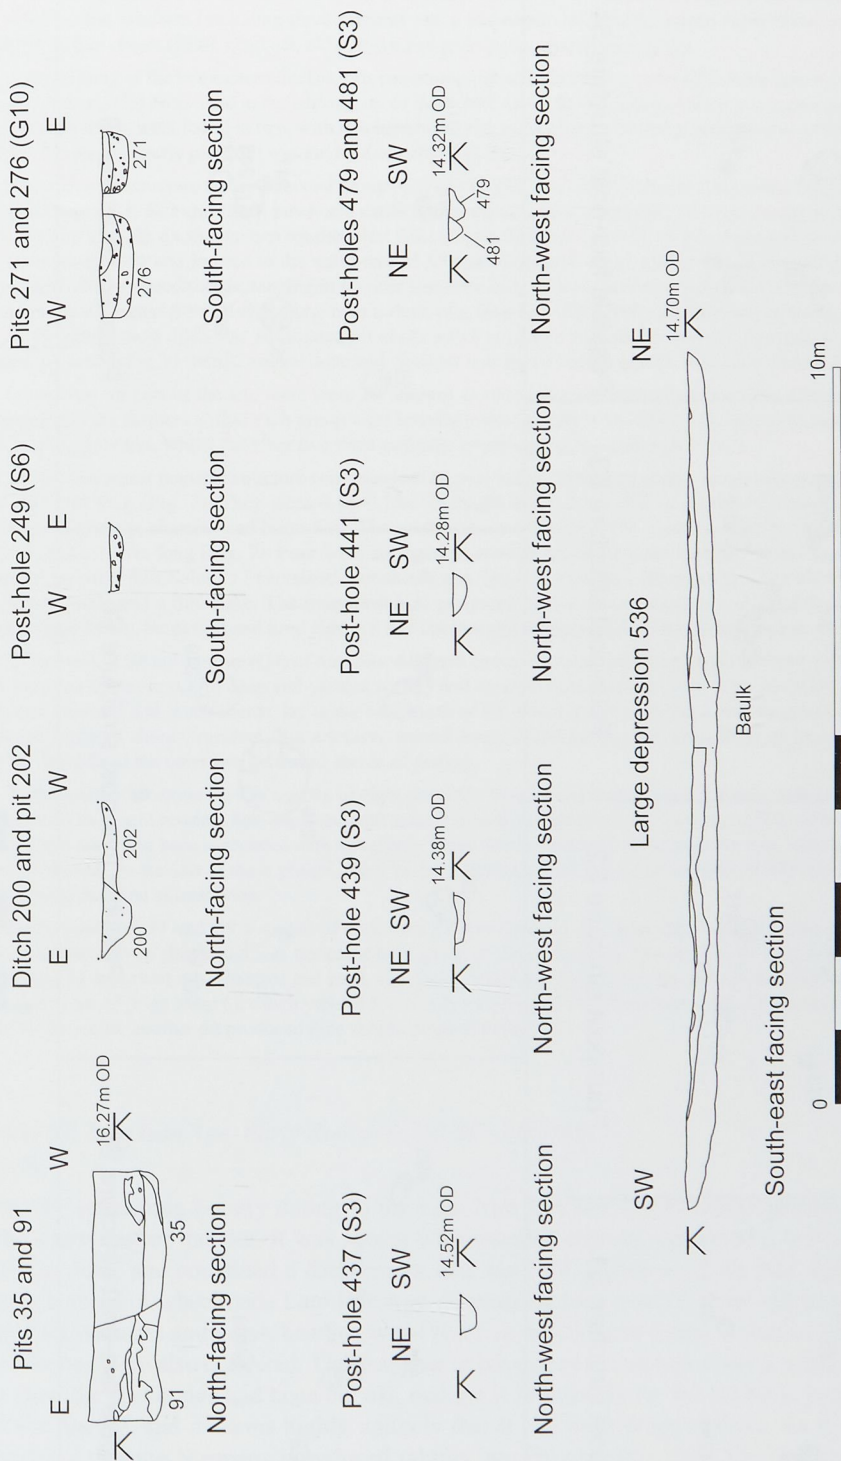 Pits 35 and 91
E W
16.27m OD
91 35
North-facing section
Ditch 200 and pit 202
E W
200 202
North-facing section
Post-hole 249 (S6)
W E
South-facing section
Pits 271 and 276 (G10)
W E
276 271
South-facing section
Post-hole 437 (S3)
NE SW
14.52m OD
North-west facing section
Post-hole 439 (S3)
NE SW
14.38m OD
North-west facing section
Post-hole 441 (S3)
NE SW
14.28m OD
North-west facing section
Post-holes 479 and 481 (S3)
NE SW
14.32m OD
481 479
North-west facing section
Large depression 536
SW NE
14.70m OD
Baulk
South-east facing section
0 10m